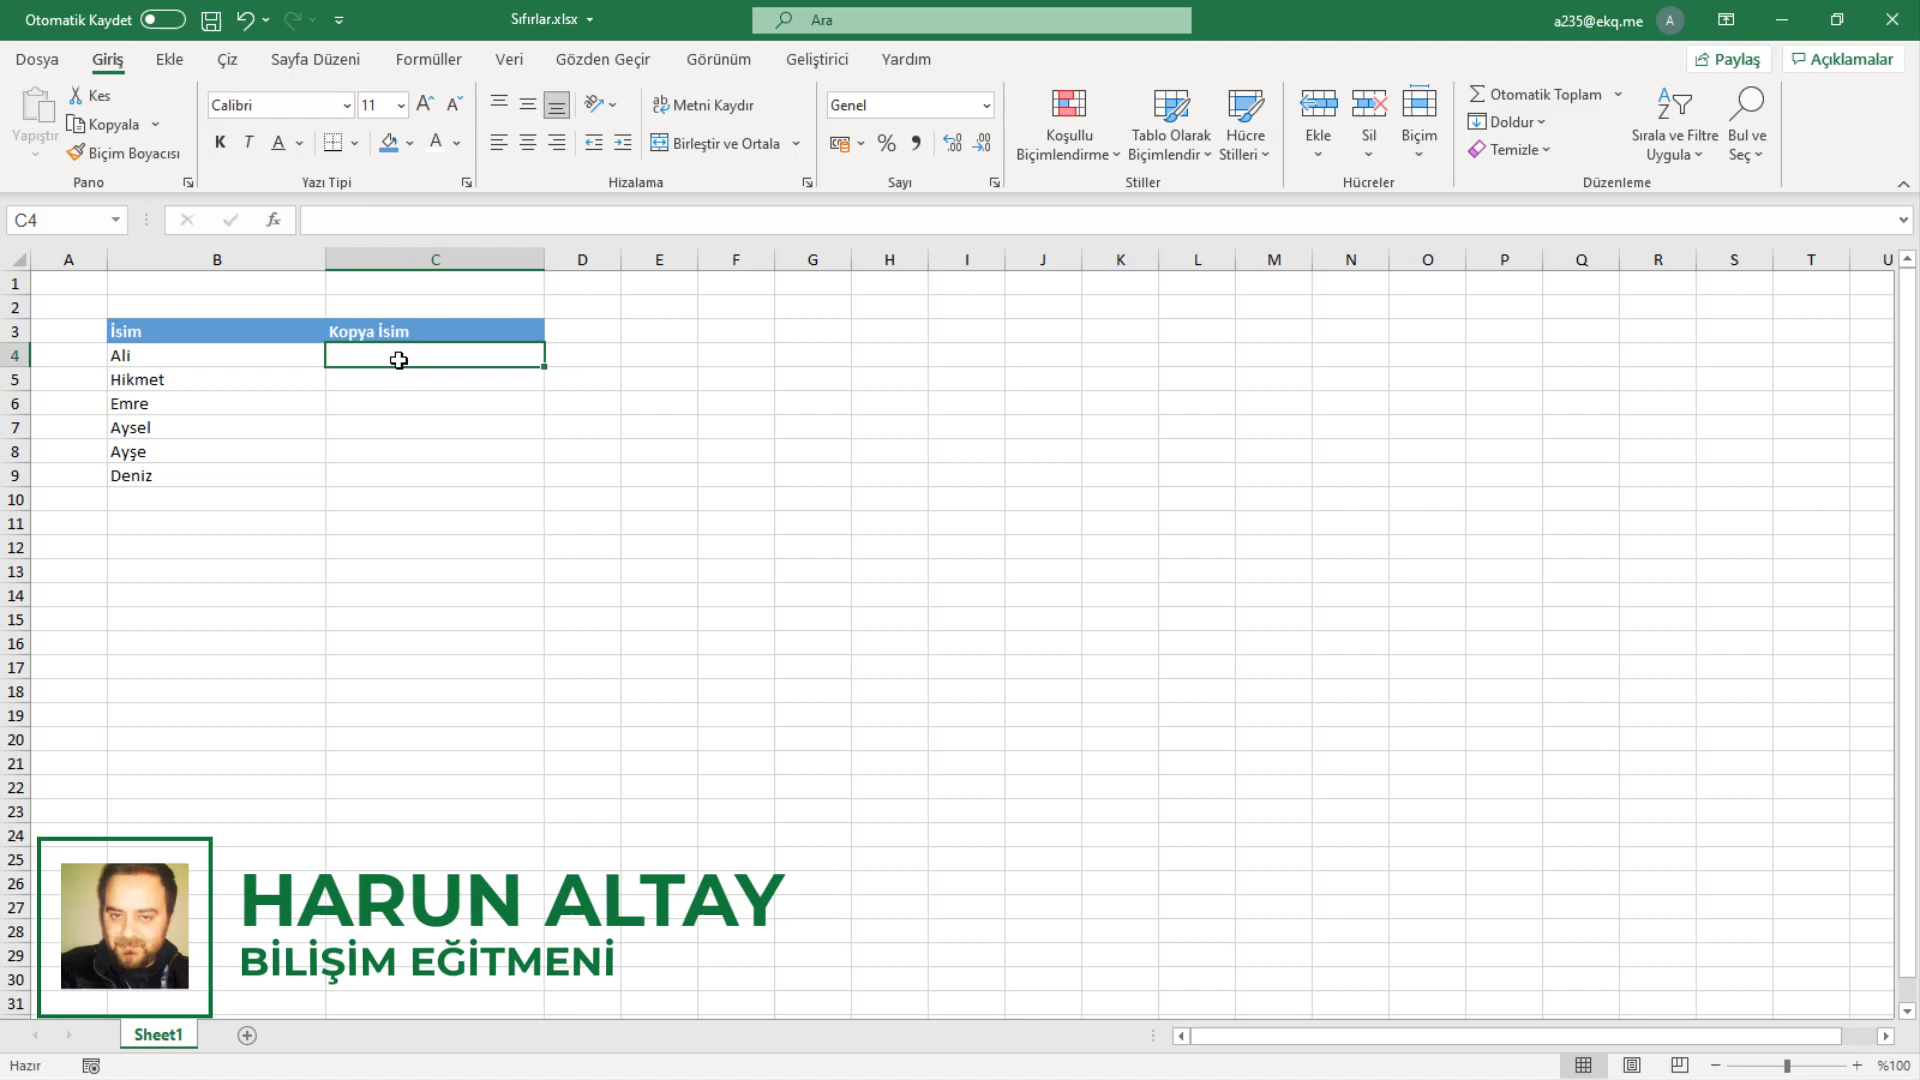 Otomatik Kaydet
Sıfırlar.xlsx
Ara
a235@ekq.me
A
Dosya Giriş Ekle Çiz Sayfa Düzeni Formüller Veri Gözden Geçir Görünüm Geliştirici Yardım
Paylaş
Açıklamalar
Yapıştır
Kes
Kopyala
Biçim Boyacısı
Pano
Calibri
11
K T A
A
Yazı Tipi
Metni Kaydır
Birleştir ve Ortala
Hizalama
Genel
%
Sayı
Koşullu
Biçimlendirme
Tablo Olarak
Biçimlendir
Hücre
Stilleri
Stiller
Ekle
Sil
Biçim
Hücreler
Otomatik Toplam
Doldur
Temizle
Sırala ve Filtre
Uygula
Bul ve
Seç
Düzenleme
C4
fx
A B C D E F G H I J K L M N O P Q R S T U
1
2
3 İsim Kopya İsim
4 Ali
5 Hikmet
6 Emre
7 Aysel
8 Ayşe
9 Deniz
10
11
12
13
14
15
16
17
18
19
20
21
22
23
24
25
26
27
28
29
30
31
HARUN ALTAY
BİLİŞİM EĞİTMENİ
Sheet1
Hazır
%100